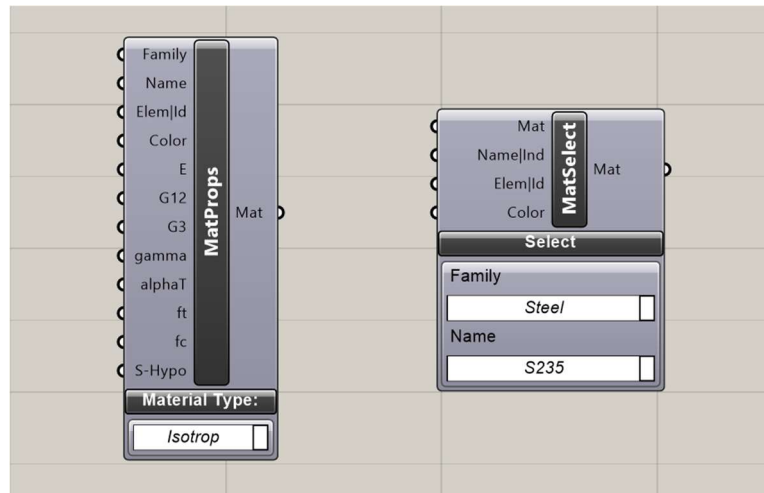 Family
Name
Elem|Id
Color
E
G12
G3
gamma
alphaT
ft
fc
S-Hypo
MatProps
Mat
Material Type:
Isotrop
Mat
Name|Ind
Elem|Id
Color
MatSelect
Mat
Select
Family
Steel
Name
S235